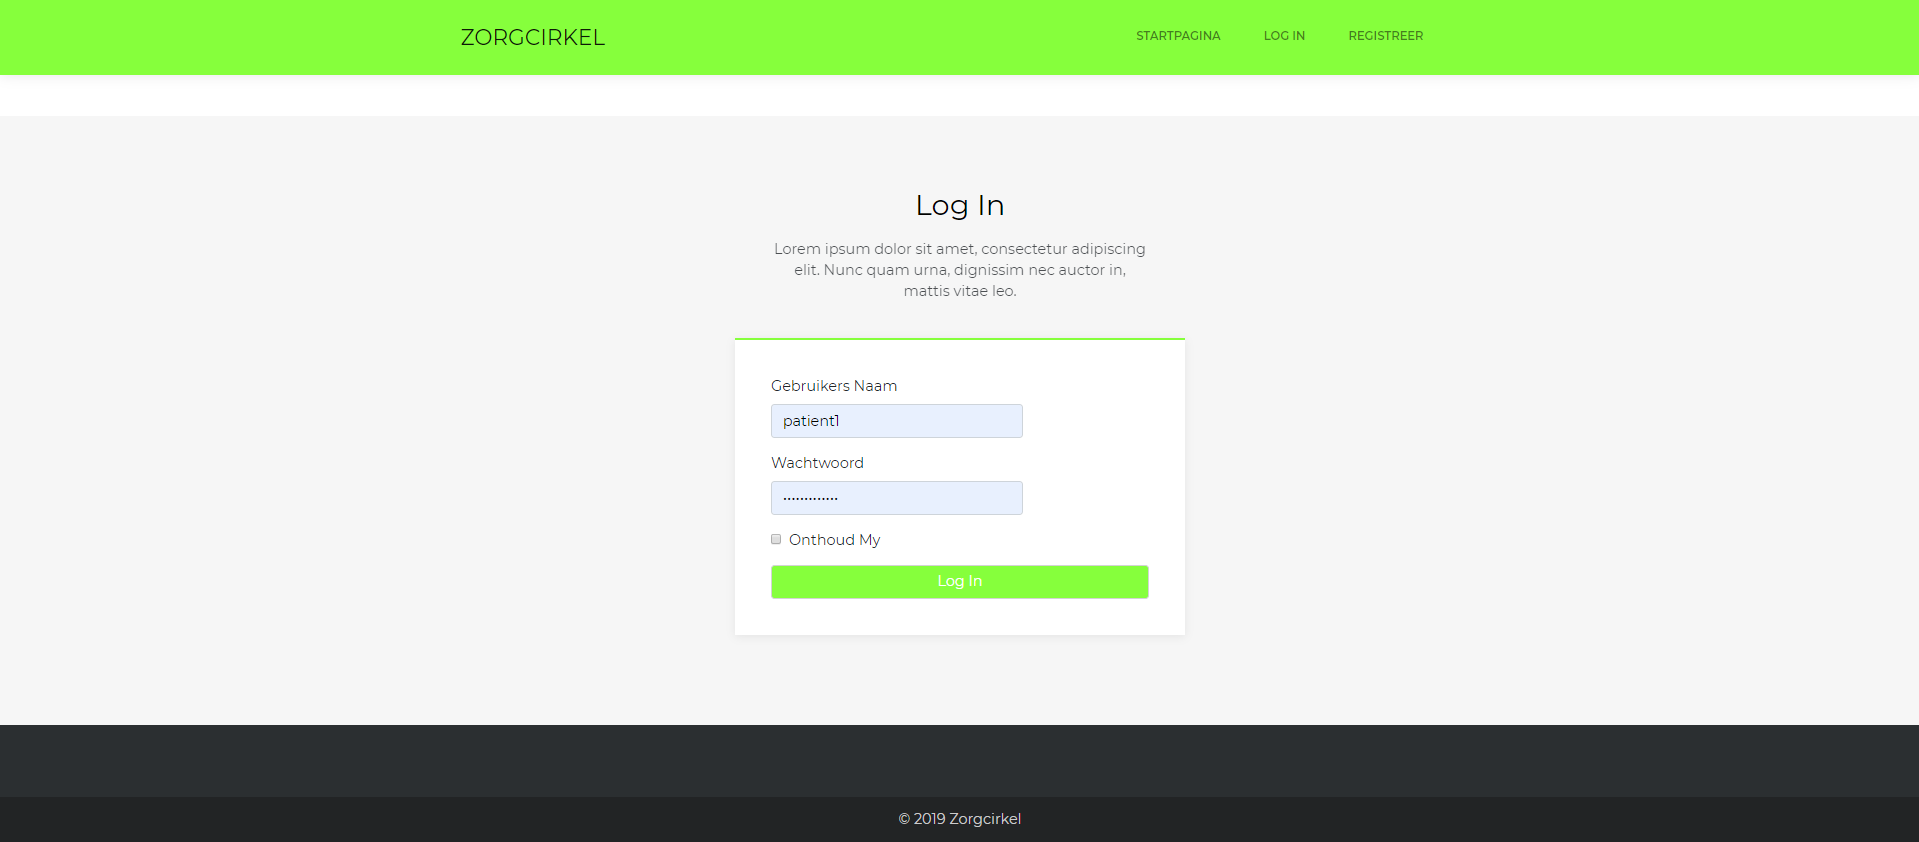 ZORGCIRKEL
STARTPAGINA
LOG IN
REGISTREER
Log In
Lorem ipsum dolor sit amet, consectetur adipiscing
elit. Nunc quam urna, dignissim nec auctor in,
mattis vitae leo.
Gebruikers Naam
patient1
Wachtwoord
Onthoud My
Log In
© 2019 Zorgcirkel